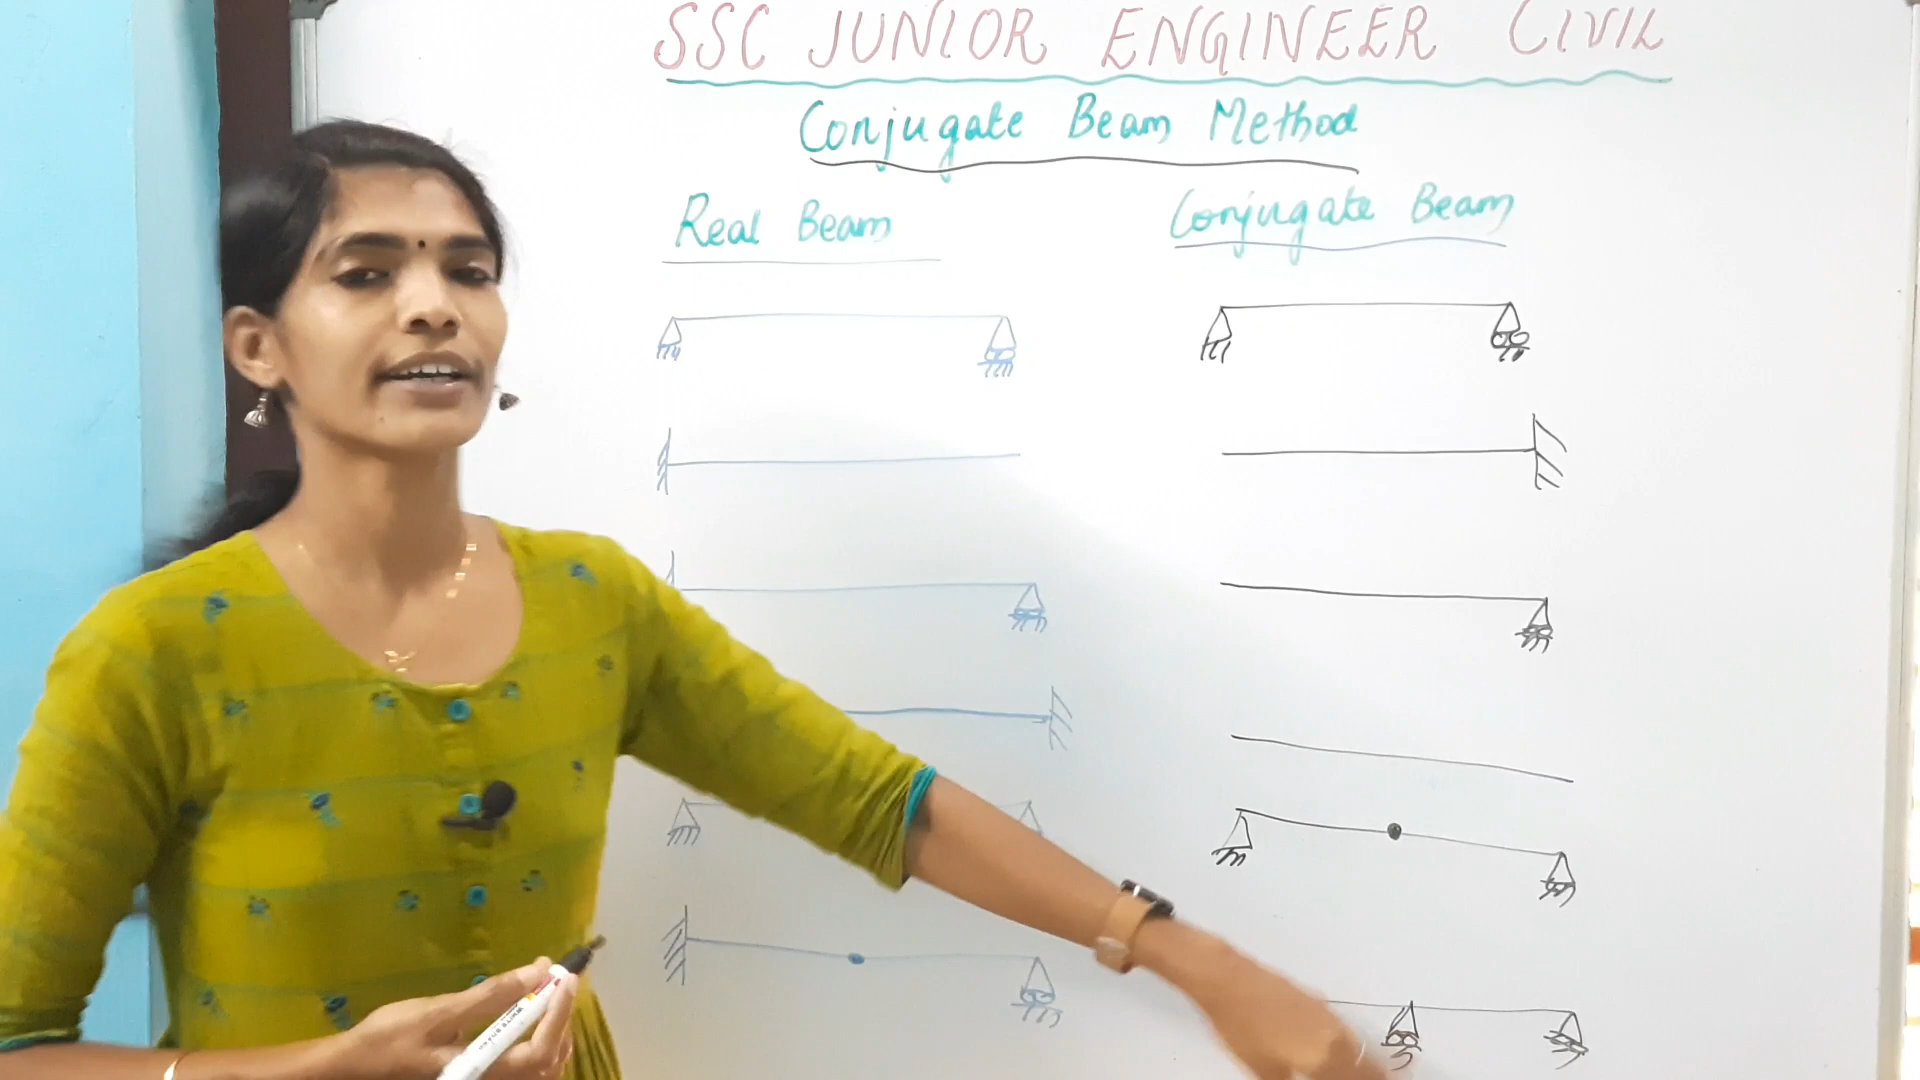 SSC JUNIOR ENGINEER CIVIL
Conjugate Beam Method
Real Beam
Conjugate Beam